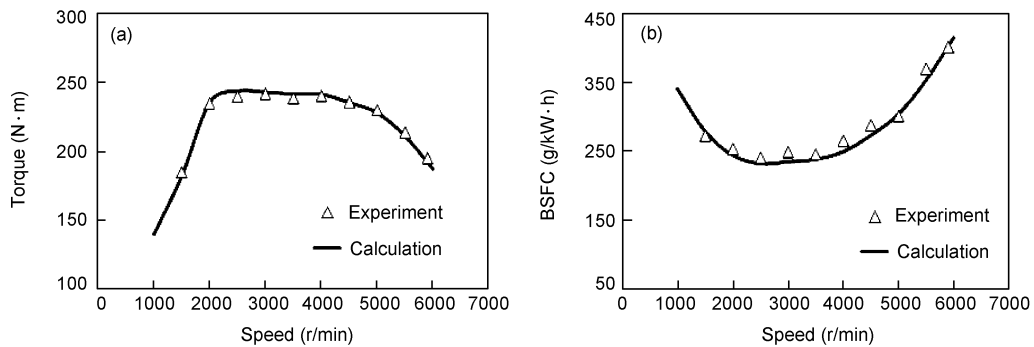 (a)
300
250
200
150
100
Torque (N·m)
Experiment
Calculation
0 1000 2000 3000 4000 5000 6000 7000
Speed (r/min)
(b)
450
350
250
150
50
BSFC (g/kW·h)
Experiment
Calculation
0 1000 2000 3000 4000 5000 6000 7000
Speed (r/min)